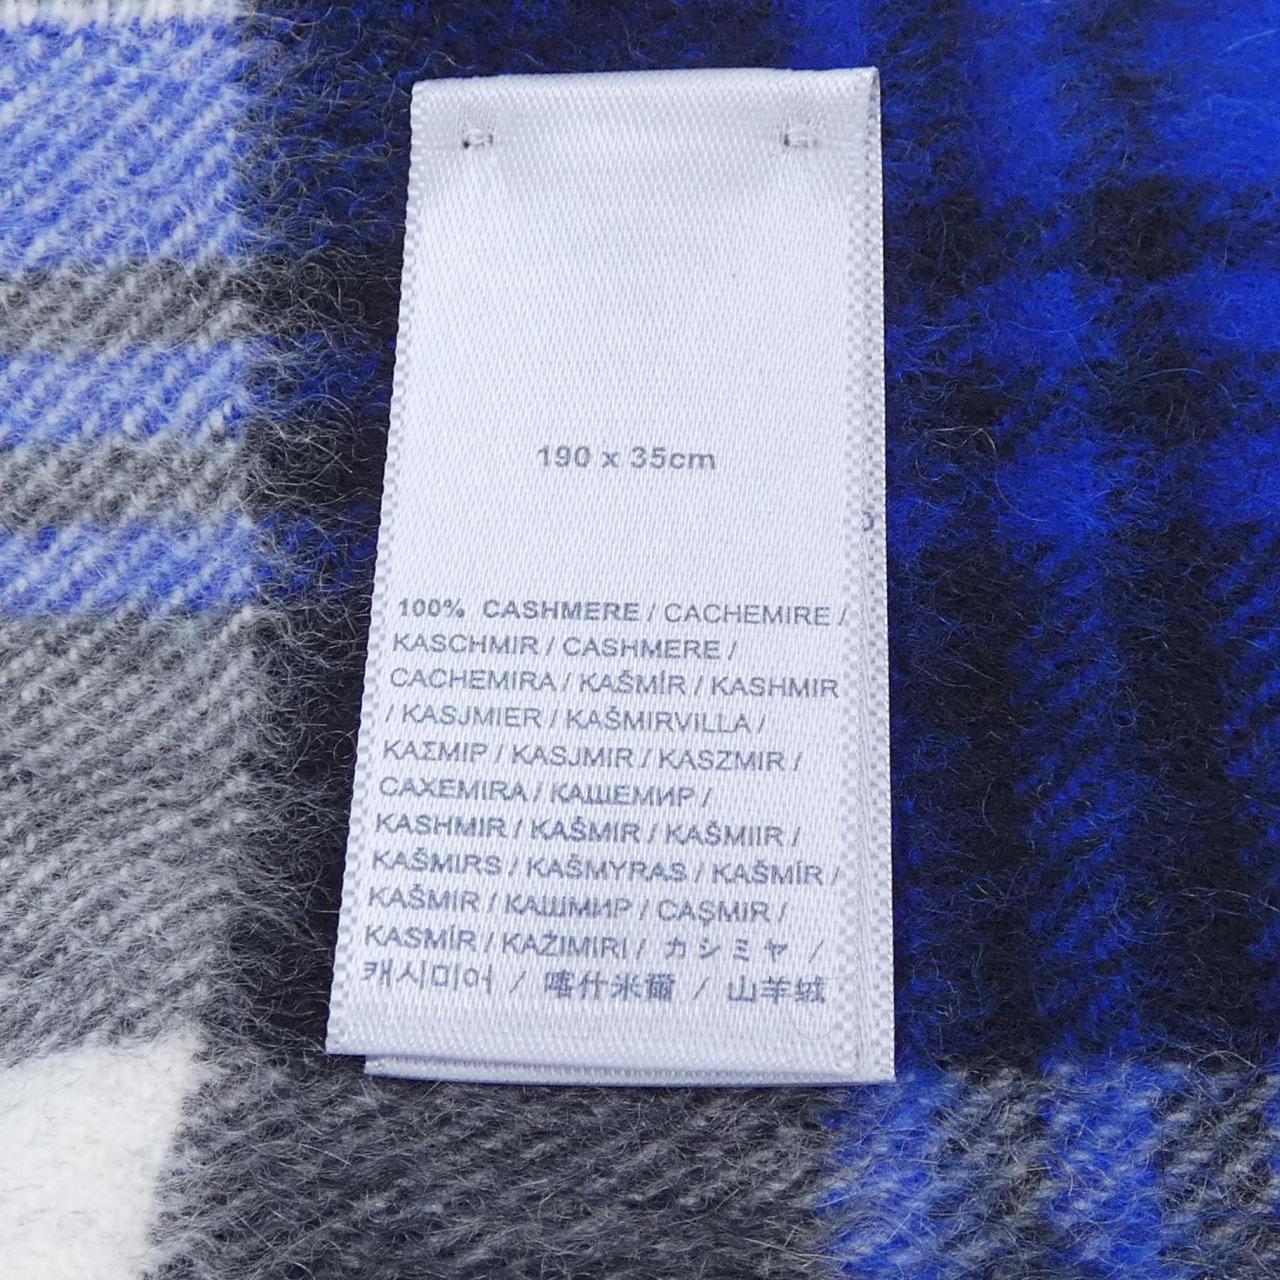 190 x 35cm
100% CASHMERE / CACHEMIRE /
KASCHMIR / CASHMERE /
CACHEMIRA / KAŠMÍR / KASHMIR
/ KASJMIER / KAŠMIRVILLA /
ΚΑΣΜΙΡ / KASJMIR / KASZMIR /
CAXEMIRA / КАШЕМИР /
KASHMIR / KAŠMIR / KAŠMIIR /
KAŠMIRS / KAŠMYRAS / KAŠMÍR /
KAŠMIR / КАШМИР / CAŞMIR /
KASMÍR / KAŻIMIRI / カシミヤ /
캐시미어 / 喀什米爾 / 山羊绒